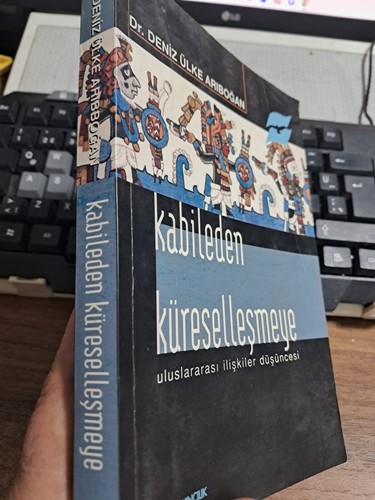 Dr. DENİZ ÜLKE ARIBOĞAN
kabileden
küreselleşmeye
uluslararası ilişkiler düşüncesi
DENİZ ÜLKE ARIBOĞAN
kabileden küreselleşmeye
LG